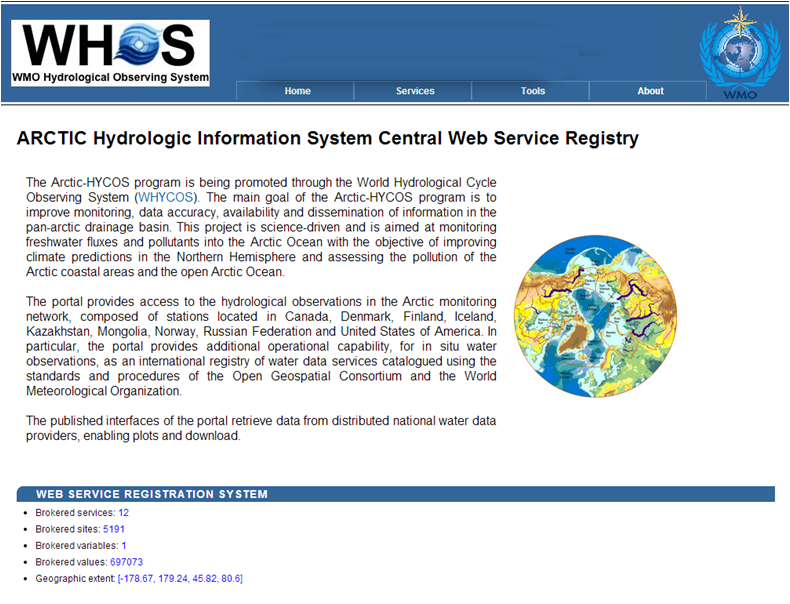 WHOS
WMO Hydrological Observing System
WMO
Home Services Tools About
ARCTIC Hydrologic Information System Central Web Service Registry
The Arctic-HYCOS program is being promoted through the World Hydrological Cycle
Observing System (WHYCOS). The main goal of the Arctic-HYCOS program is to
improve monitoring, data accuracy, availability and dissemination of information in the
pan-arctic drainage basin. This project is science-driven and is aimed at monitoring
freshwater fluxes and pollutants into the Arctic Ocean with the objective of improving
climate predictions in the Northern Hemisphere and assessing the pollution of the
Arctic coastal areas and the open Arctic Ocean.
The portal provides access to the hydrological observations in the Arctic monitoring
network, composed of stations located in Canada, Denmark, Finland, Iceland,
Kazakhstan, Mongolia, Norway, Russian Federation and United States of America. In
particular, the portal provides additional operational capability, for in situ water
observations, as an international registry of water data services catalogued using the
standards and procedures of the Open Geospatial Consortium and the World
Meteorological Organization.
The published interfaces of the portal retrieve data from distributed national water data
providers, enabling plots and download.
WEB SERVICE REGISTRATION SYSTEM
• Brokered services: 12
• Brokered sites: 5191
• Brokered variables: 1
• Brokered values: 697073
• Geographic extent: [-178.67, 179.24, 45.82, 80.6]